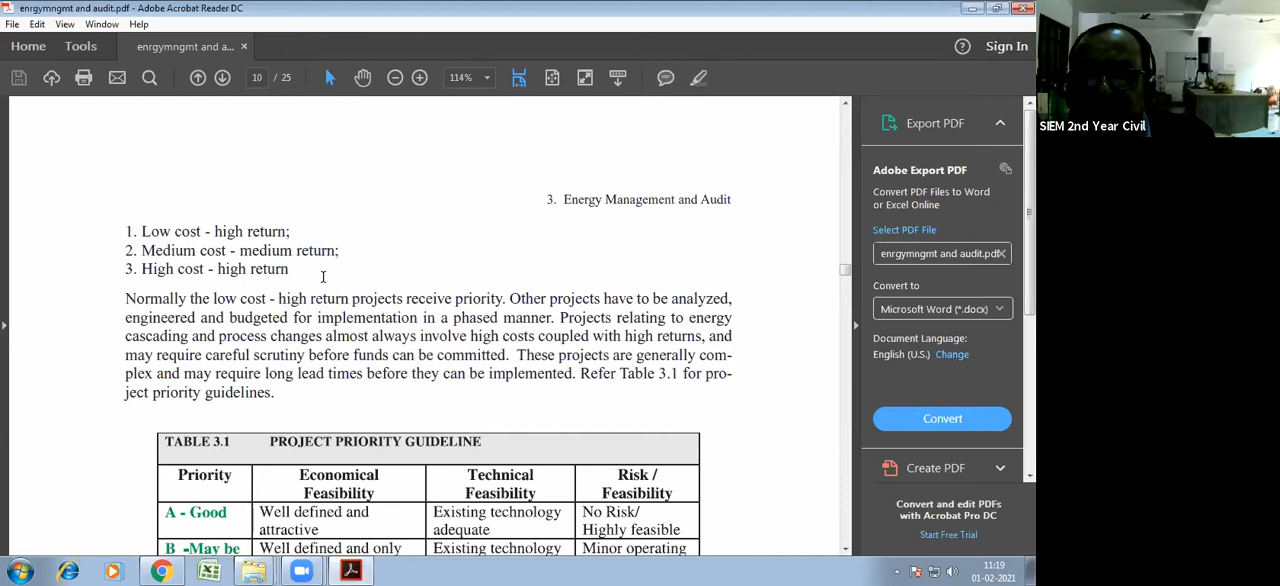 enrgymngmt and audit.pdf - Adobe Acrobat Reader DC
File Edit View Window Help
Home Tools enrgymngmt and a... × Sign In
10 / 25 114%
3. Energy Management and Audit
1. Low cost - high return;
2. Medium cost - medium return;
3. High cost - high return
Normally the low cost - high return projects receive priority. Other projects have to be analyzed,
engineered and budgeted for implementation in a phased manner. Projects relating to energy
cascading and process changes almost always involve high costs coupled with high returns, and
may require careful scrutiny before funds can be committed. These projects are generally com-
plex and may require long lead times before they can be implemented. Refer Table 3.1 for pro-
ject priority guidelines.
TABLE 3.1 PROJECT PRIORITY GUIDELINE
Priority Economical Feasibility Technical Feasibility Risk / Feasibility
A - Good Well defined and attractive Existing technology adequate No Risk/ Highly feasible
B -May be Well defined and only Existing technology Minor operating
Export PDF
Adobe Export PDF
Convert PDF Files to Word
or Excel Online
Select PDF File
enrgymngmt and audit.pdf
Convert to
Microsoft Word (*.docx)
Document Language:
English (U.S.) Change
Convert
Create PDF
Convert and edit PDFs
with Acrobat Pro DC
Start Free Trial
SIEM 2nd Year Civil
11:19
01-02-2021